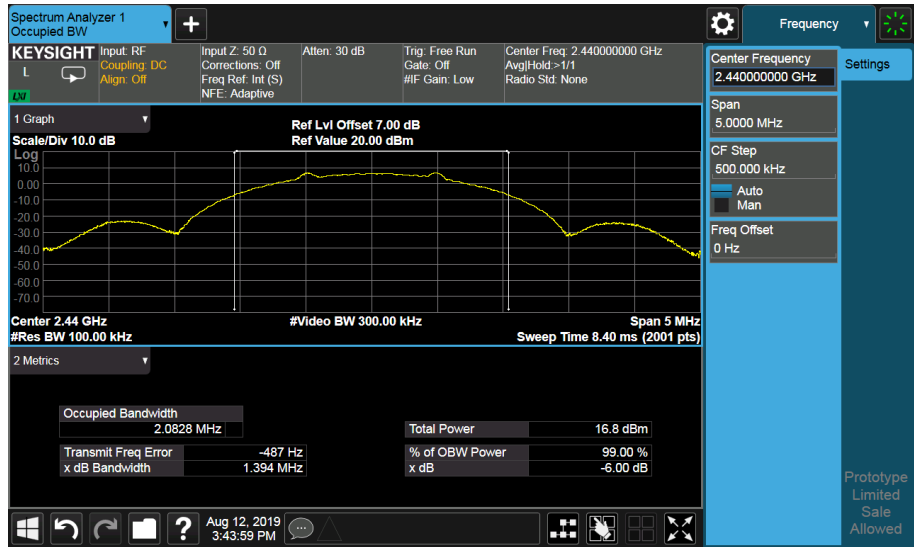 Spectrum Analyzer 1
Occupied BW
+
Frequency
KEYSIGHT
L
LXI
Input: RF
Coupling: DC
Align: Off
Input Z: 50 Ω
Corrections: Off
Freq Ref: Int (S)
NFE: Adaptive
Atten: 30 dB
Trig: Free Run
Gate: Off
#IF Gain: Low
Center Freq: 2.440000000 GHz
Avg|Hold:>1/1
Radio Std: None
Center Frequency
2.440000000 GHz
Settings
Span
5.0000 MHz
CF Step
500.000 kHz
Auto
Man
Freq Offset
0 Hz
1 Graph
Scale/Div 10.0 dB
Ref Lvl Offset 7.00 dB
Ref Value 20.00 dBm
Log
10.0
0.00
-10.0
-20.0
-30.0
-40.0
-50.0
-60.0
-70.0
Center 2.44 GHz
#Video BW 300.00 kHz
Span 5 MHz
#Res BW 100.00 kHz
Sweep Time 8.40 ms (2001 pts)
2 Metrics
Occupied Bandwidth
2.0828 MHz
Total Power 16.8 dBm
Transmit Freq Error -487 Hz
% of OBW Power 99.00 %
x dB Bandwidth 1.394 MHz
x dB -6.00 dB
Prototype
Limited
Sale
Allowed
?
Aug 12, 2019
3:43:59 PM